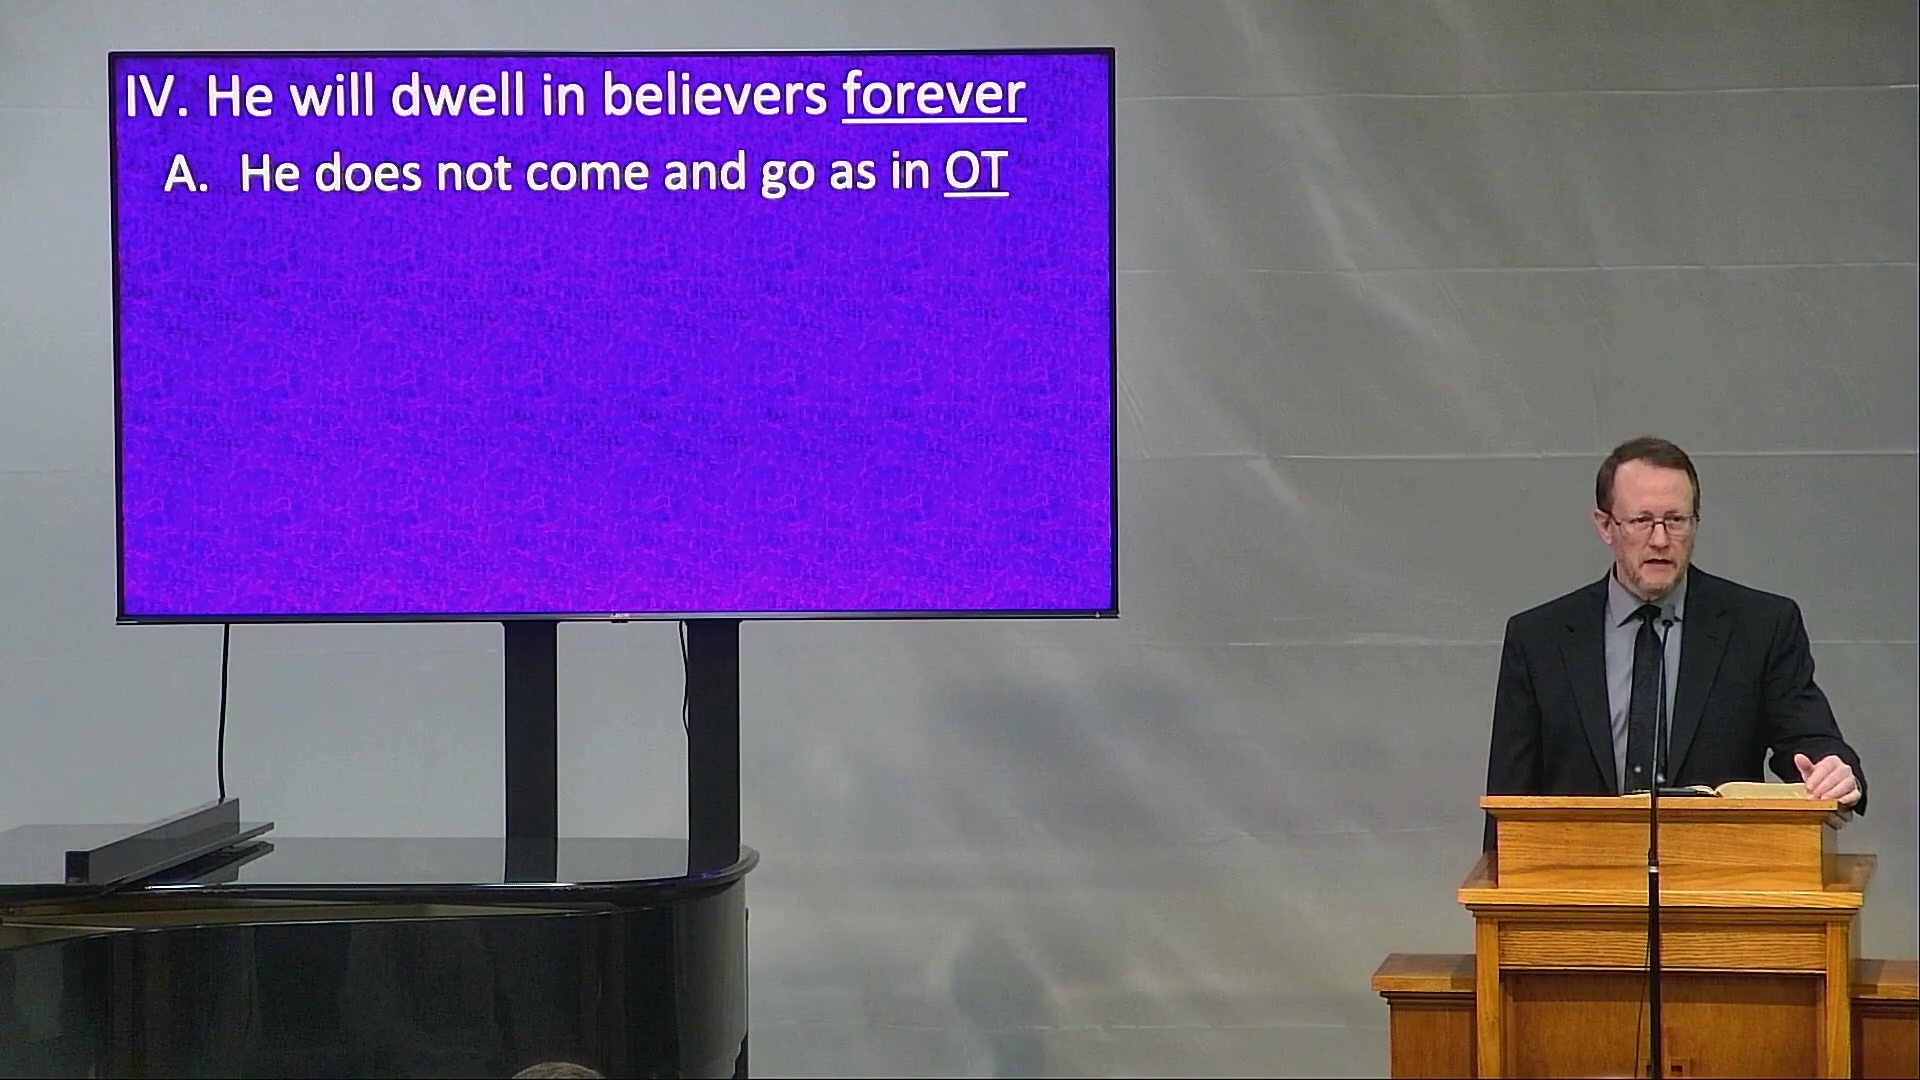 IV. He will dwell in believers forever
A. He does not come and go as in OT